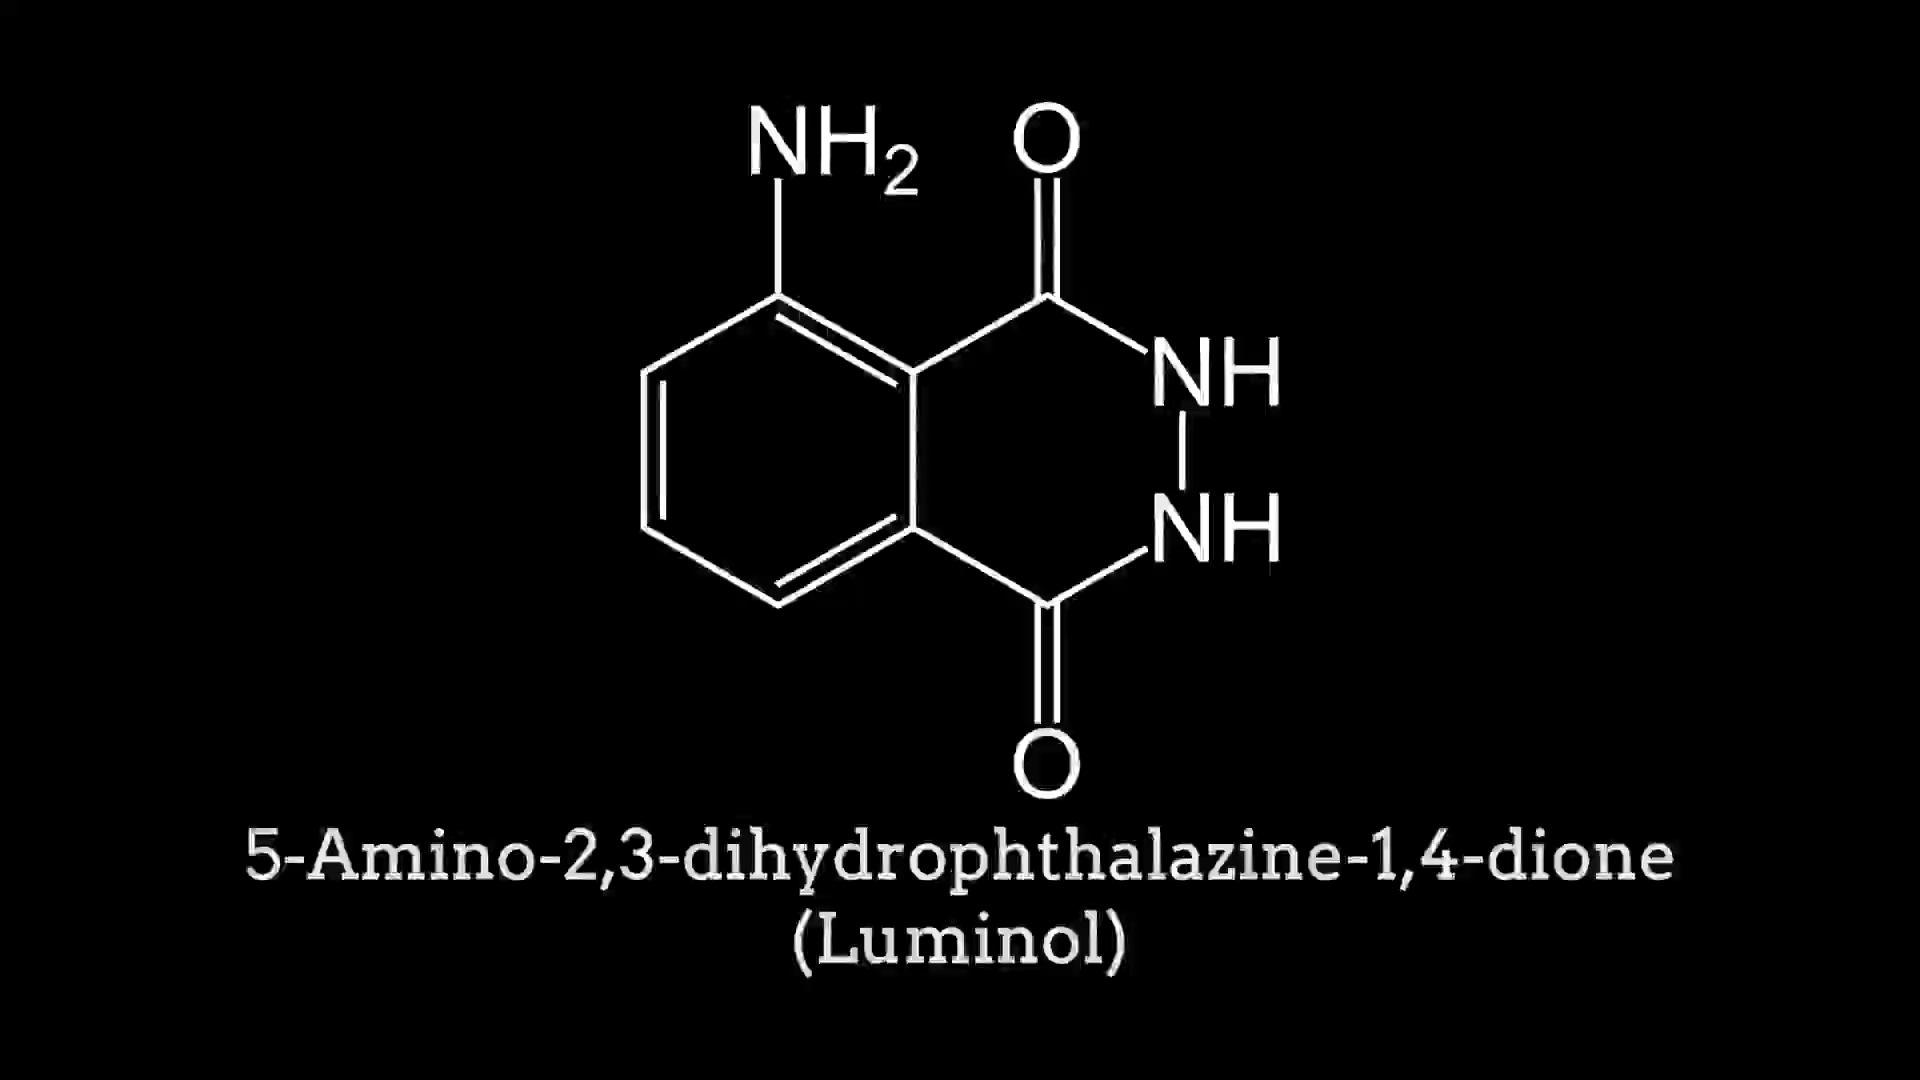 NH₂ O
NH
NH
O
5-Amino-2,3-dihydrophthalazine-1,4-dione
(Luminol)